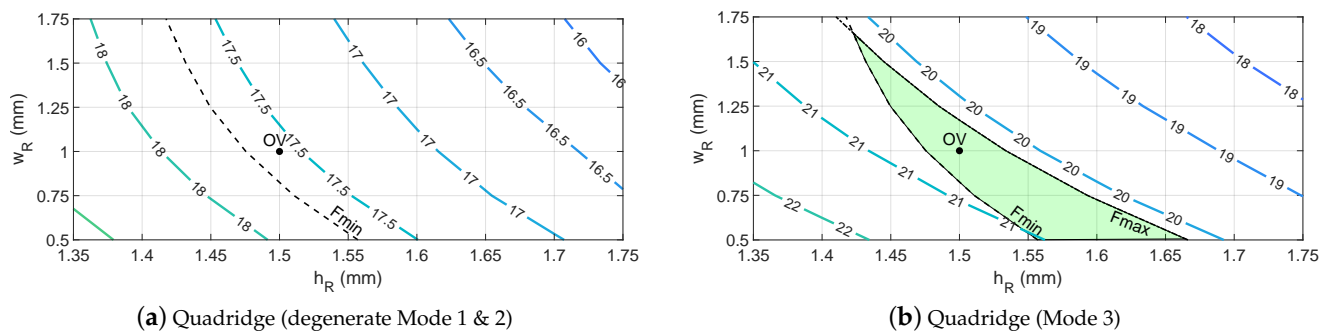 1.75
1.5
1.25
1
0.75
0.5
w_R (mm)
1.35 1.4 1.45 1.5 1.55 1.6 1.65 1.7 1.75
h_R (mm)
18 18 18
17.5 17.5 17.5
17 17 17
16.5 16.5 16.5
16 16
OV
Fmin
(a) Quadridge (degenerate Mode 1 & 2)
1.75
1.5
1.25
1
0.75
0.5
w_R (mm)
1.35 1.4 1.45 1.5 1.55 1.6 1.65 1.7 1.75
h_R (mm)
22 22
21 21 21 21 21
20 20 20 20 20
19 19 19 19 19
18 18
OV
Fmin
Fmax
(b) Quadridge (Mode 3)